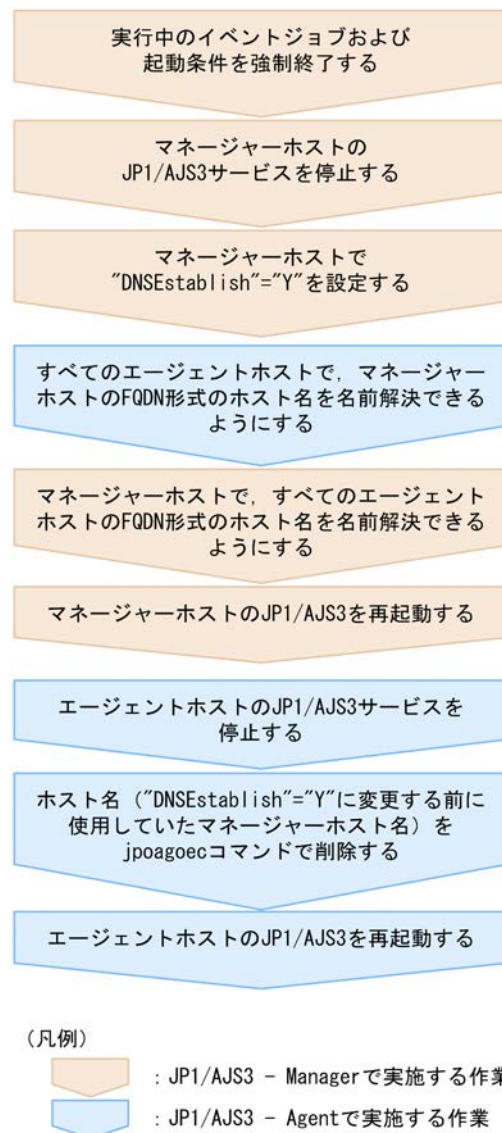 実行中のイベントジョブおよび
起動条件を強制終了する
マネージャーホストの
JP1/AJS3サービスを停止する
マネージャーホストで
"DNSEstablish"="Y"を設定する
すべてのエージェントホストで，マネージャー
ホストのFQDN形式のホスト名を名前解決できる
ようにする
マネージャーホストで，すべてのエージェント
ホストのFQDN形式のホスト名を名前解決できる
ようにする
マネージャーホストのJP1/AJS3を再起動する
エージェントホストのJP1/AJS3サービスを
停止する
ホスト名（"DNSEstablish"="Y"に変更する前に
使用していたマネージャーホスト名）を
jpoagoecコマンドで削除する
エージェントホストのJP1/AJS3を再起動する
（凡例）
：JP1/AJS3 － Managerで実施する作業
：JP1/AJS3 － Agentで実施する作業